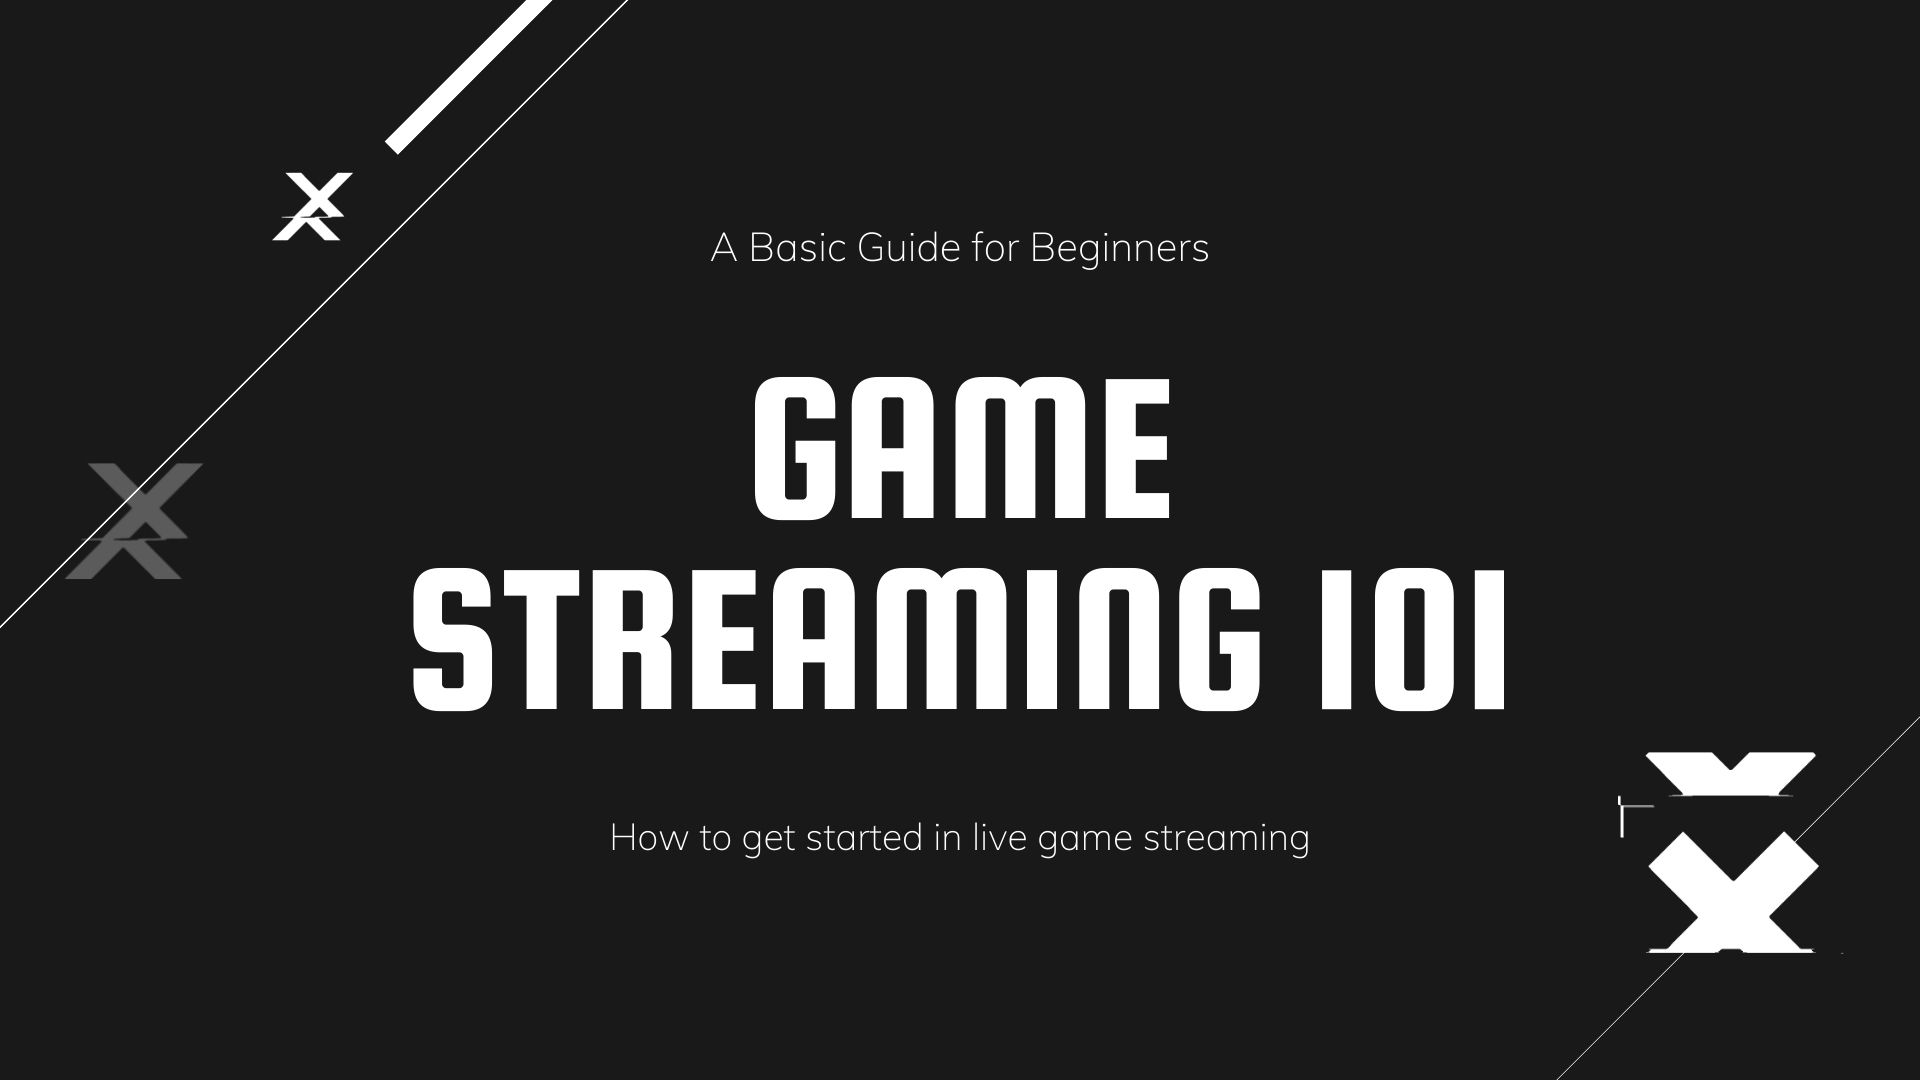 A Basic Guide for Beginners
GAME
STREAMING 101
How to get started in live game streaming